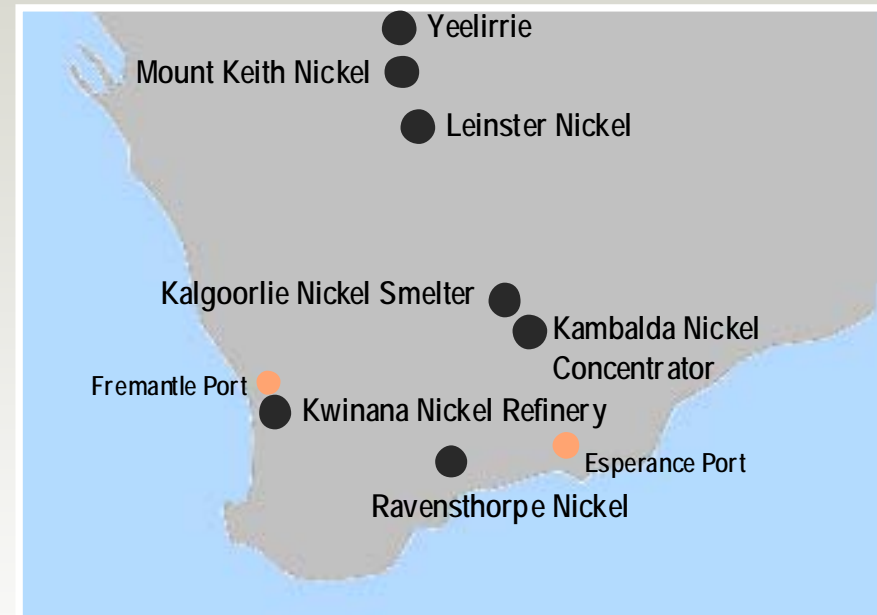 Yeelirrie
Mount Keith Nickel
Leinster Nickel
Kalgoorlie Nickel Smelter
Kambalda Nickel
Concentrator
Fremantle Port
Kwinana Nickel Refinery
Esperance Port
Ravensthorpe Nickel